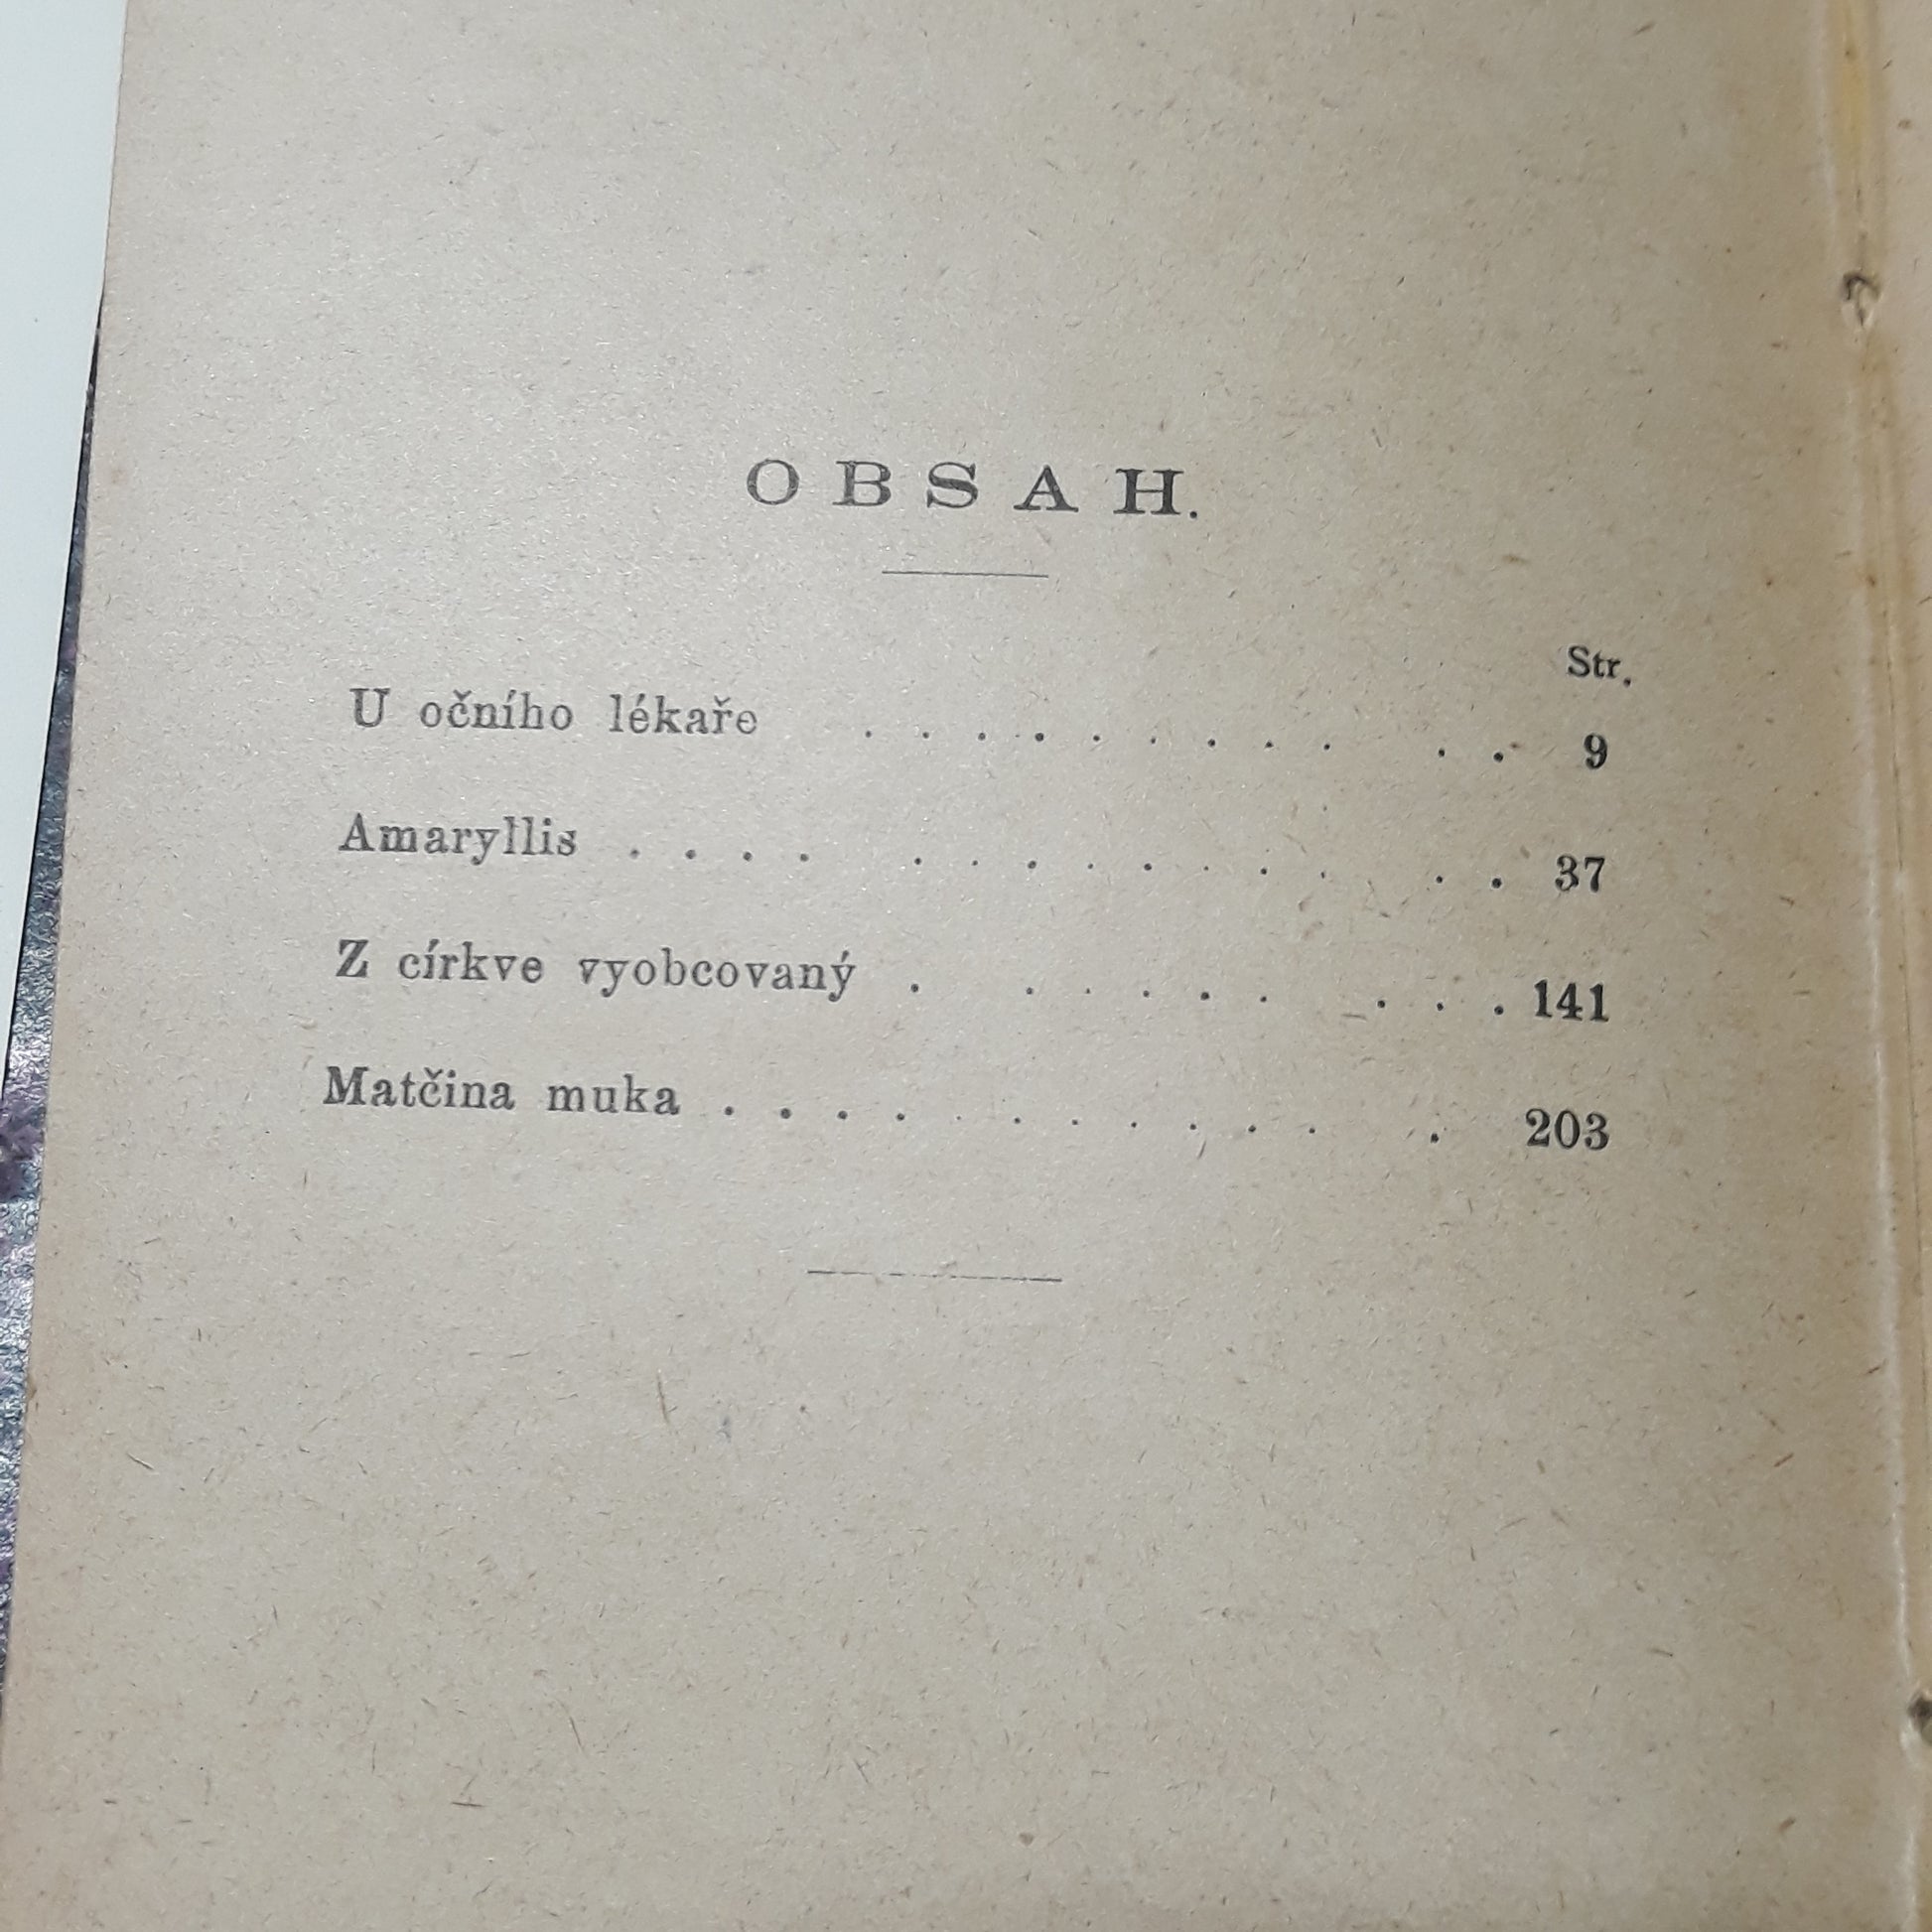 OBSAH.
Str.
U očního lékaře . . . . . . . . . . . 9
Amaryllis . . . . . . . . . . . . . . 37
Z církve vyobcovaný . . . . . . . . . 141
Matčina muka . . . . . . . . . . . . 203